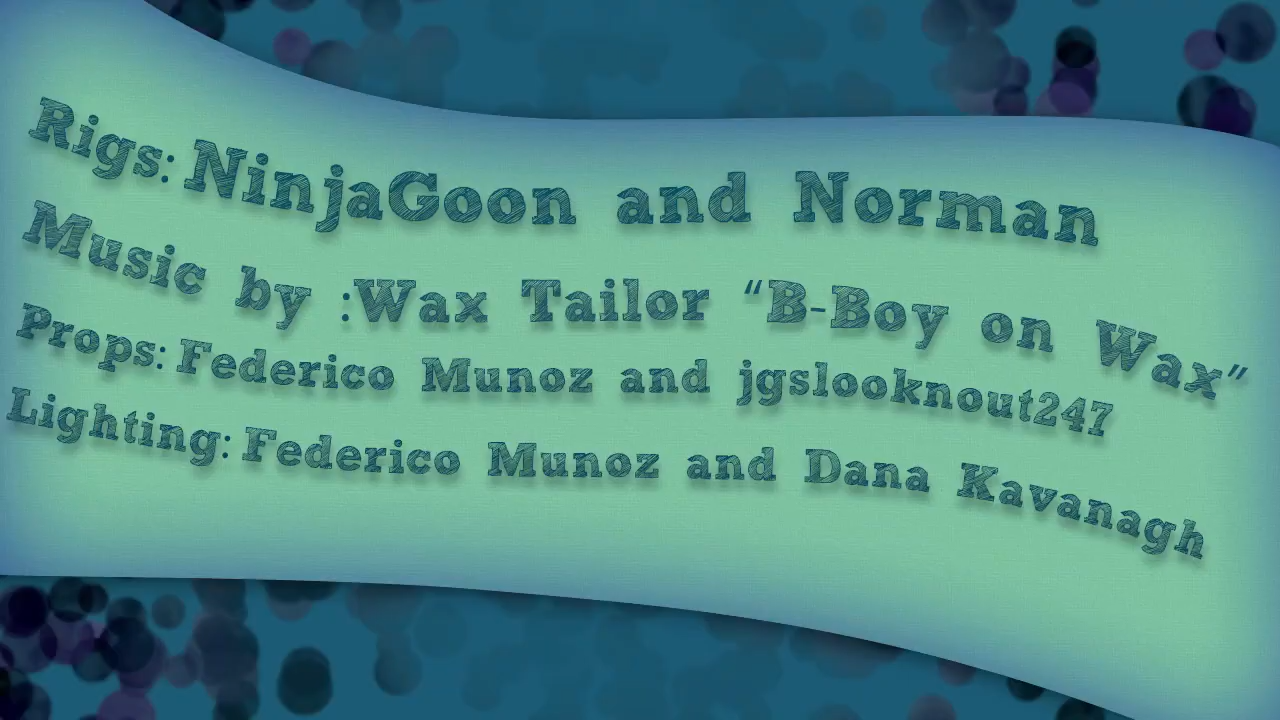 Rigs: NinjaGoon and Norman
Music by :Wax Tailor “B-Boy on Wax”
Props: Federico Munoz and jgslooknout247
Lighting: Federico Munoz and Dana Kavanagh